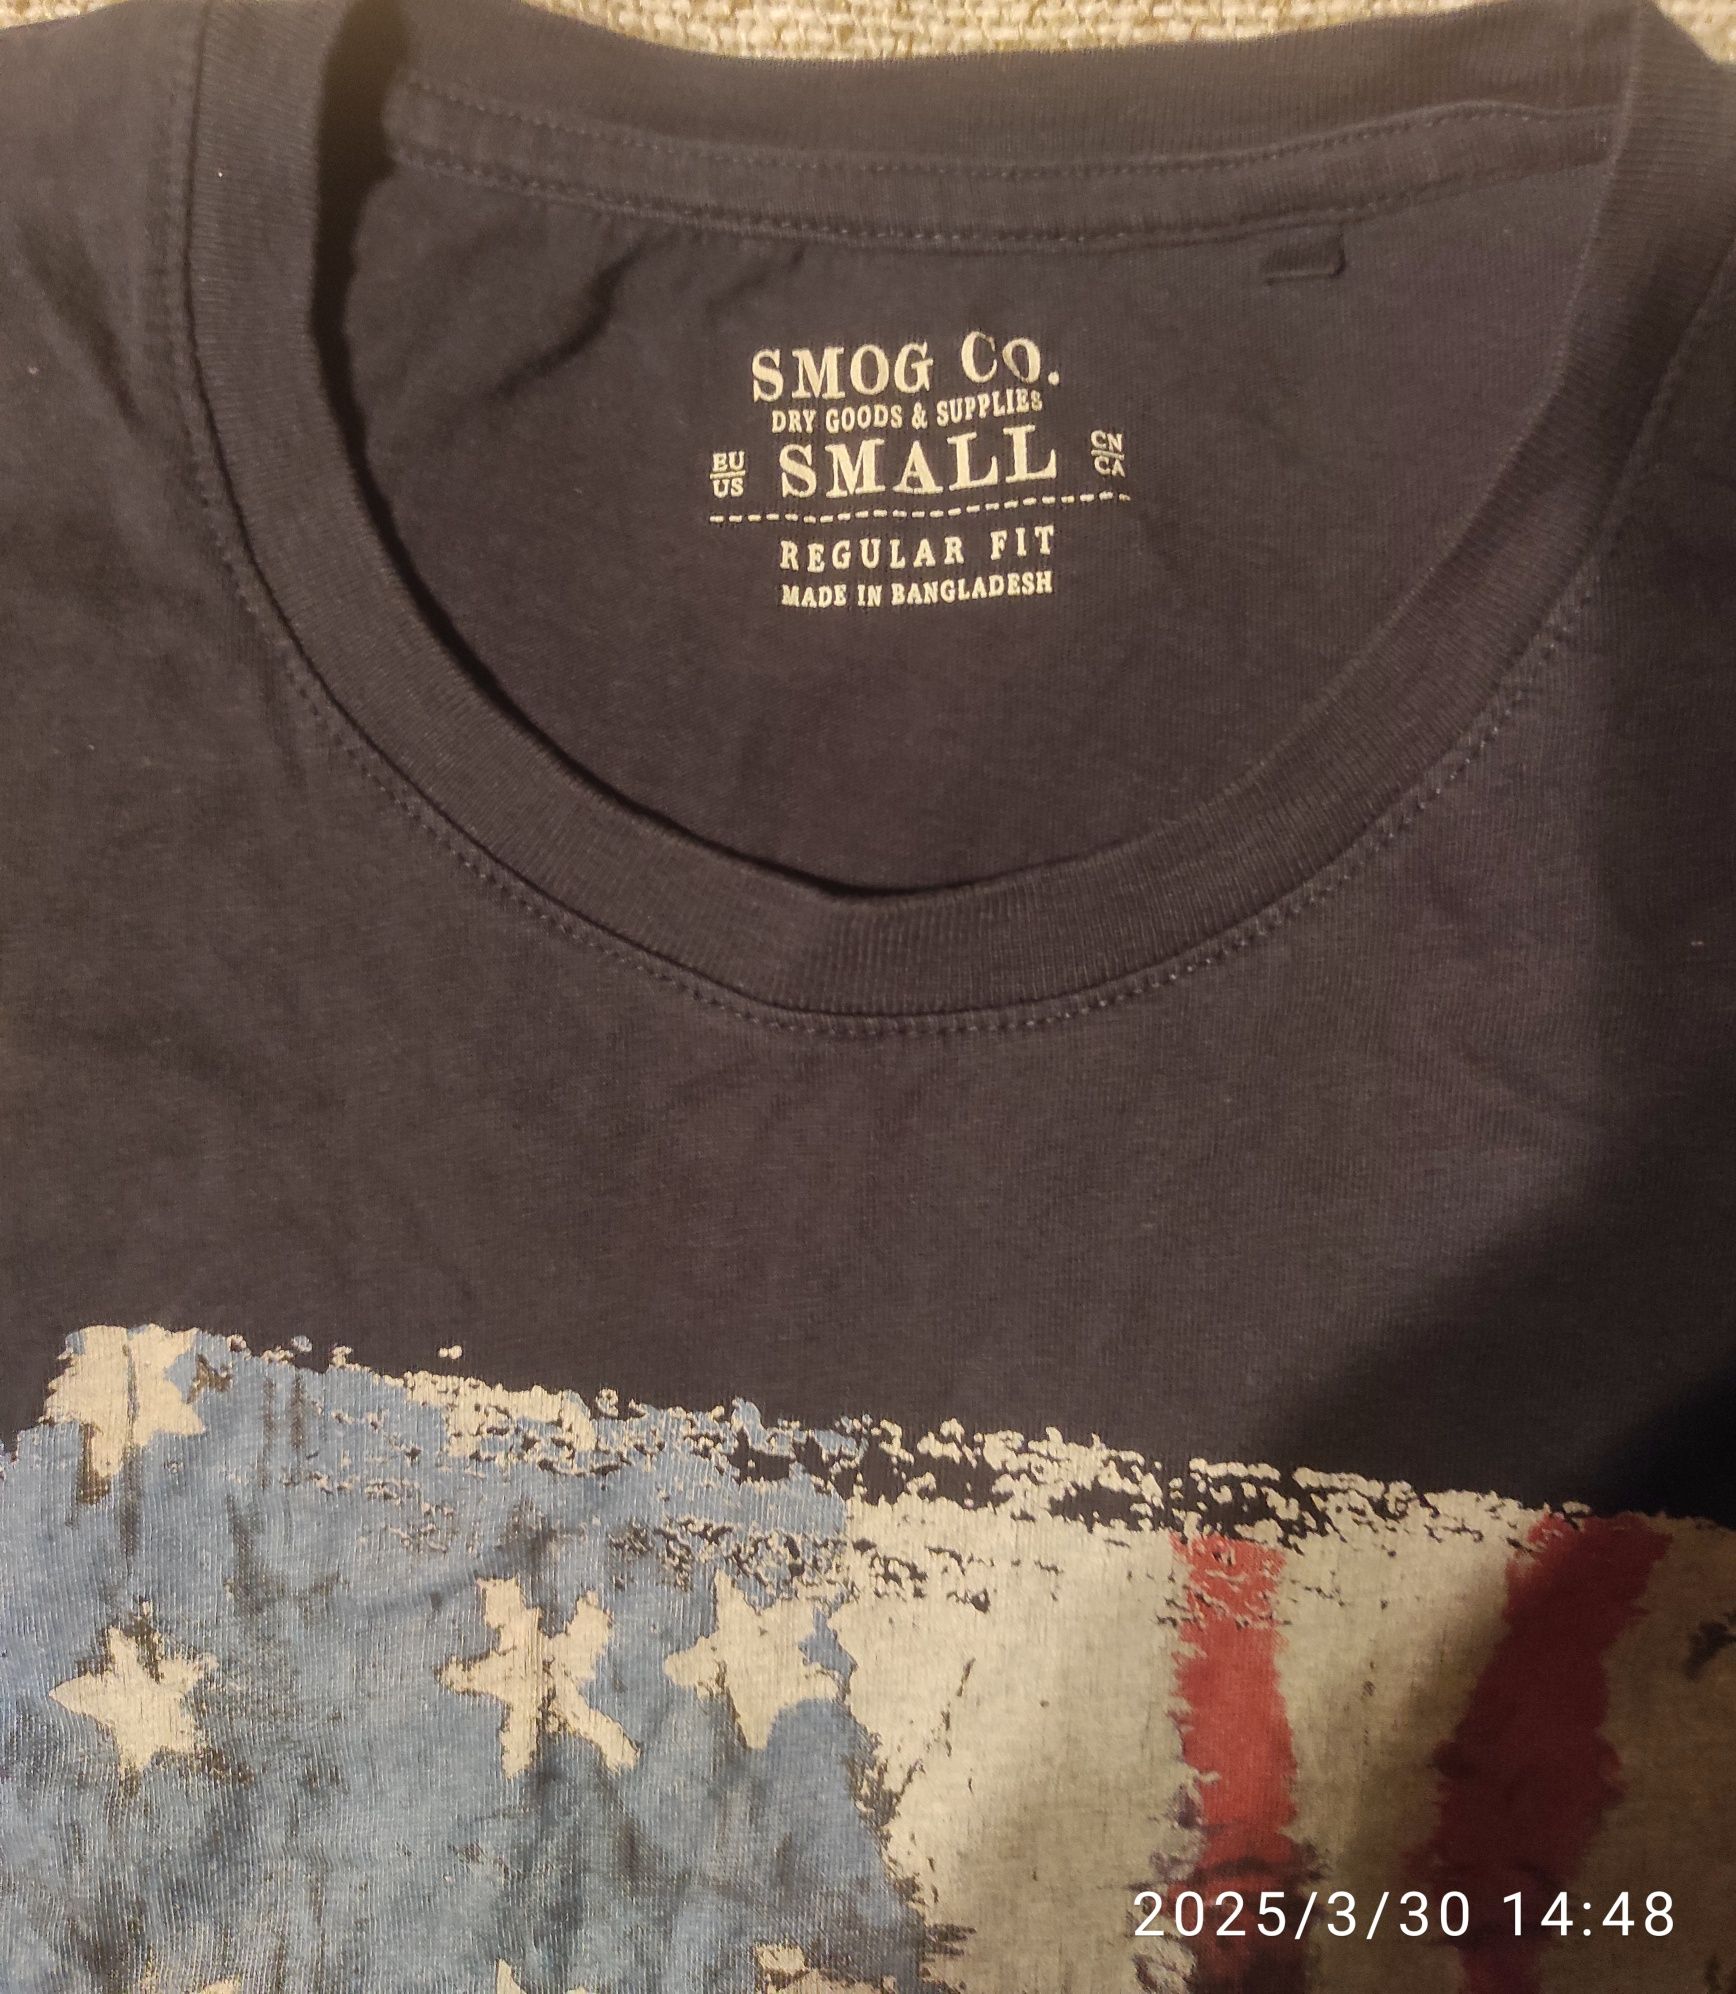 SMOG CO.
DRY GOODS & SUPPLIES
EU
US
SMALL
CN
CA
REGULAR FIT
MADE IN BANGLADESH
2025/3/30 14:48